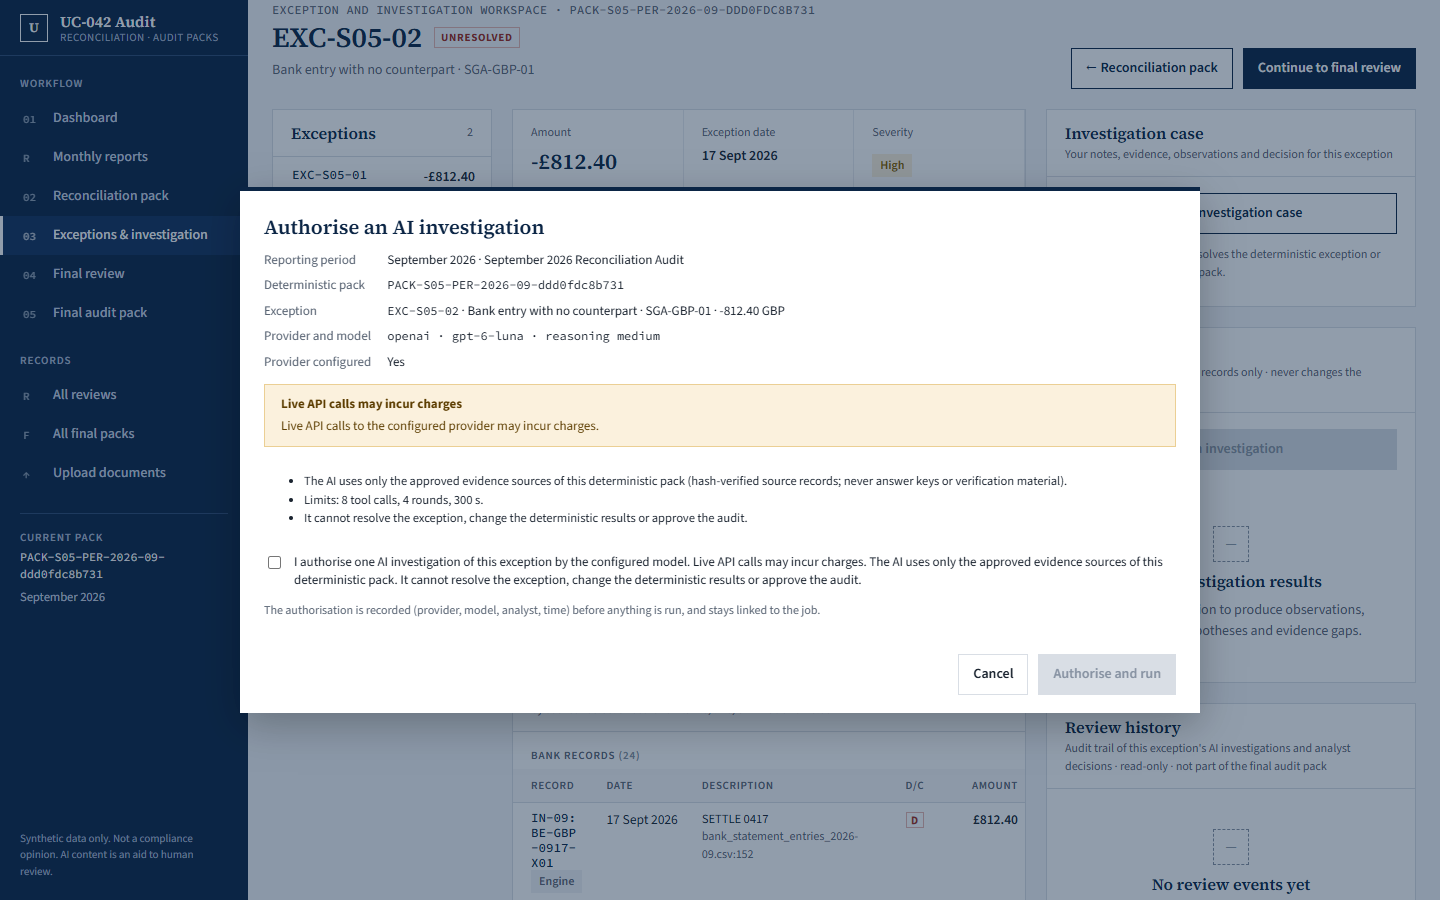 U
UC-042 Audit
RECONCILIATION · AUDIT PACKS
WORKFLOW
01 Dashboard
R Monthly reports
02 Reconciliation pack
03 Exceptions & investigation
04 Final review
05 Final audit pack
RECORDS
R All reviews
F All final packs
↑ Upload documents
CURRENT PACK
PACK-S05-PER-2026-09-
ddd0fdc8b731
September 2026
Synthetic data only. Not a compliance
opinion. AI content is an aid to human
review.
EXCEPTION AND INVESTIGATION WORKSPACE · PACK-S05-PER-2026-09-DDD0FDC8B731
EXC-S05-02 UNRESOLVED
Bank entry with no counterpart · SGA-GBP-01
← Reconciliation pack
Continue to final review
Exceptions 2
EXC-S05-01 -£812.40
Amount
-£812.40
Exception date
17 Sept 2026
Severity
High
Investigation case
Your notes, evidence, observations and decision for this exception
Authorise an AI investigation
Reporting period September 2026 · September 2026 Reconciliation Audit
Deterministic pack PACK-S05-PER-2026-09-ddd0fdc8b731
Exception EXC-S05-02 · Bank entry with no counterpart · SGA-GBP-01 · -812.40 GBP
Provider and model openai · gpt-6-luna · reasoning medium
Provider configured Yes
Live API calls may incur charges
Live API calls to the configured provider may incur charges.
• The AI uses only the approved evidence sources of this deterministic pack (hash-verified source records; never answer keys or verification material).
• Limits: 8 tool calls, 4 rounds, 300 s.
• It cannot resolve the exception, change the deterministic results or approve the audit.
I authorise one AI investigation of this exception by the configured model. Live API calls may incur charges. The AI uses only the approved evidence sources of this
deterministic pack. It cannot resolve the exception, change the deterministic results or approve the audit.
The authorisation is recorded (provider, model, analyst, time) before anything is run, and stays linked to the job.
Cancel
Authorise and run
nvestigation case
solves the deterministic exception or
pack.
records only · never changes the
investigation
stigation results
on to produce observations,
potheses and evidence gaps.
BANK RECORDS (24)
RECORD DATE DESCRIPTION D/C AMOUNT
IN-09:
BE-GBP
-0917-
X01
Engine
17 Sept 2026
SETTLE 0417
bank_statement_entries_2026-
09.csv:152
D
£812.40
Review history
Audit trail of this exception's AI investigations and analyst
decisions · read-only · not part of the final audit pack
No review events yet